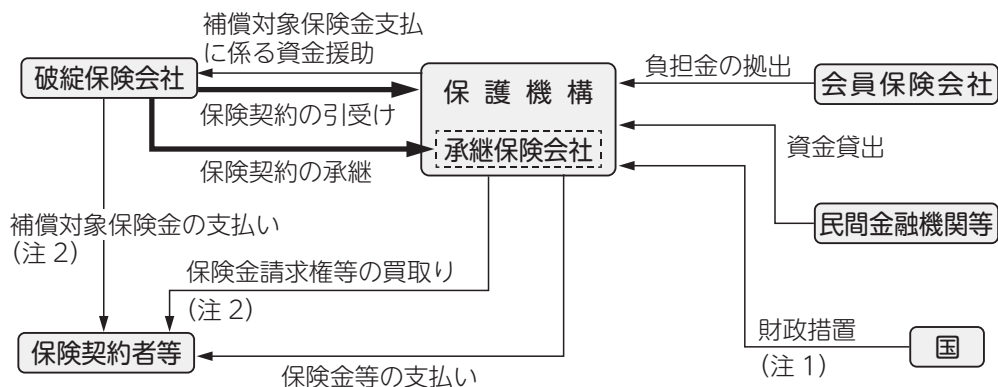 補償対象保険金支払
に係る資金援助
破綻保険会社
保険契約の引受け
保険契約の承継
保護機構
承継保険会社
負担金の拠出
会員保険会社
資金貸出
民間金融機関等
補償対象保険金の支払い
(注 2)
保険金請求権等の買取り
(注 2)
財政措置
(注 1)
国
保険契約者等
保険金等の支払い